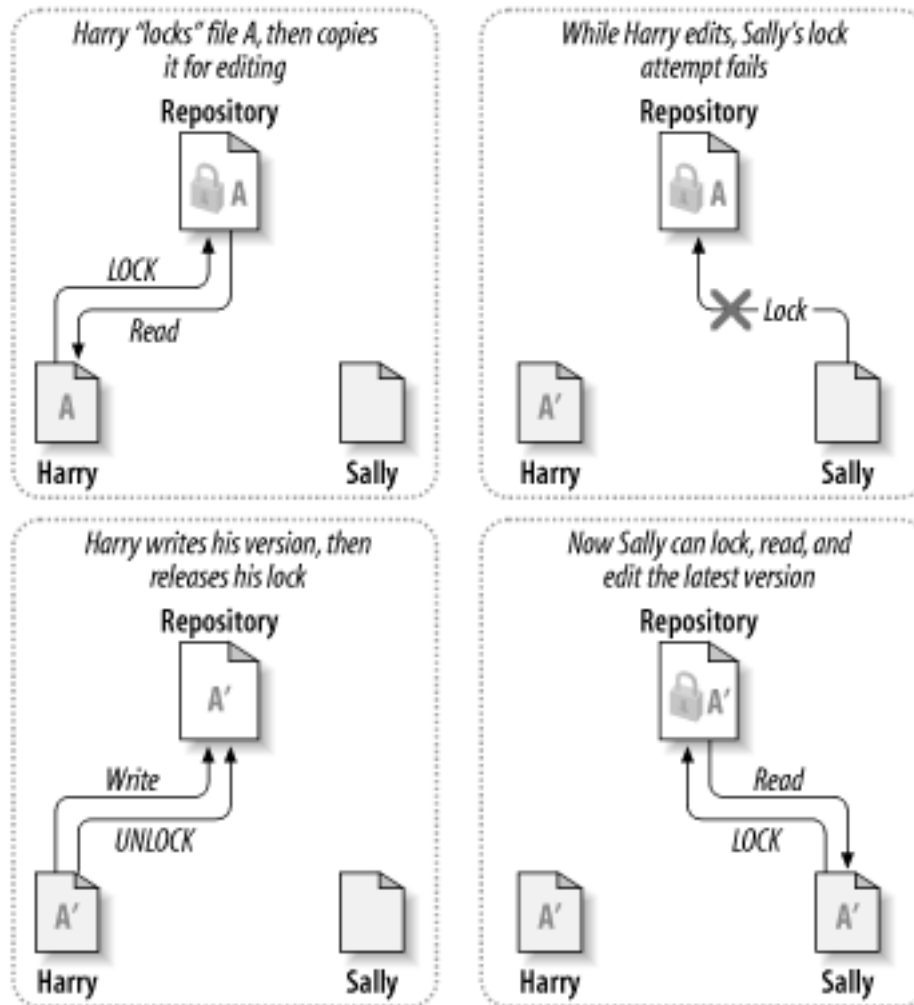 Harry “locks” file A, then copies
it for editing
Repository
A
LOCK
Read
A
Harry
Sally
While Harry edits, Sally’s lock
attempt fails
Repository
A
Lock
A’
Harry
Sally
Harry writes his version, then
releases his lock
Repository
A’
Write
UNLOCK
A’
Harry
Sally
Now Sally can lock, read, and
edit the latest version
Repository
A’
Read
LOCK
A’
A’
Harry
Sally